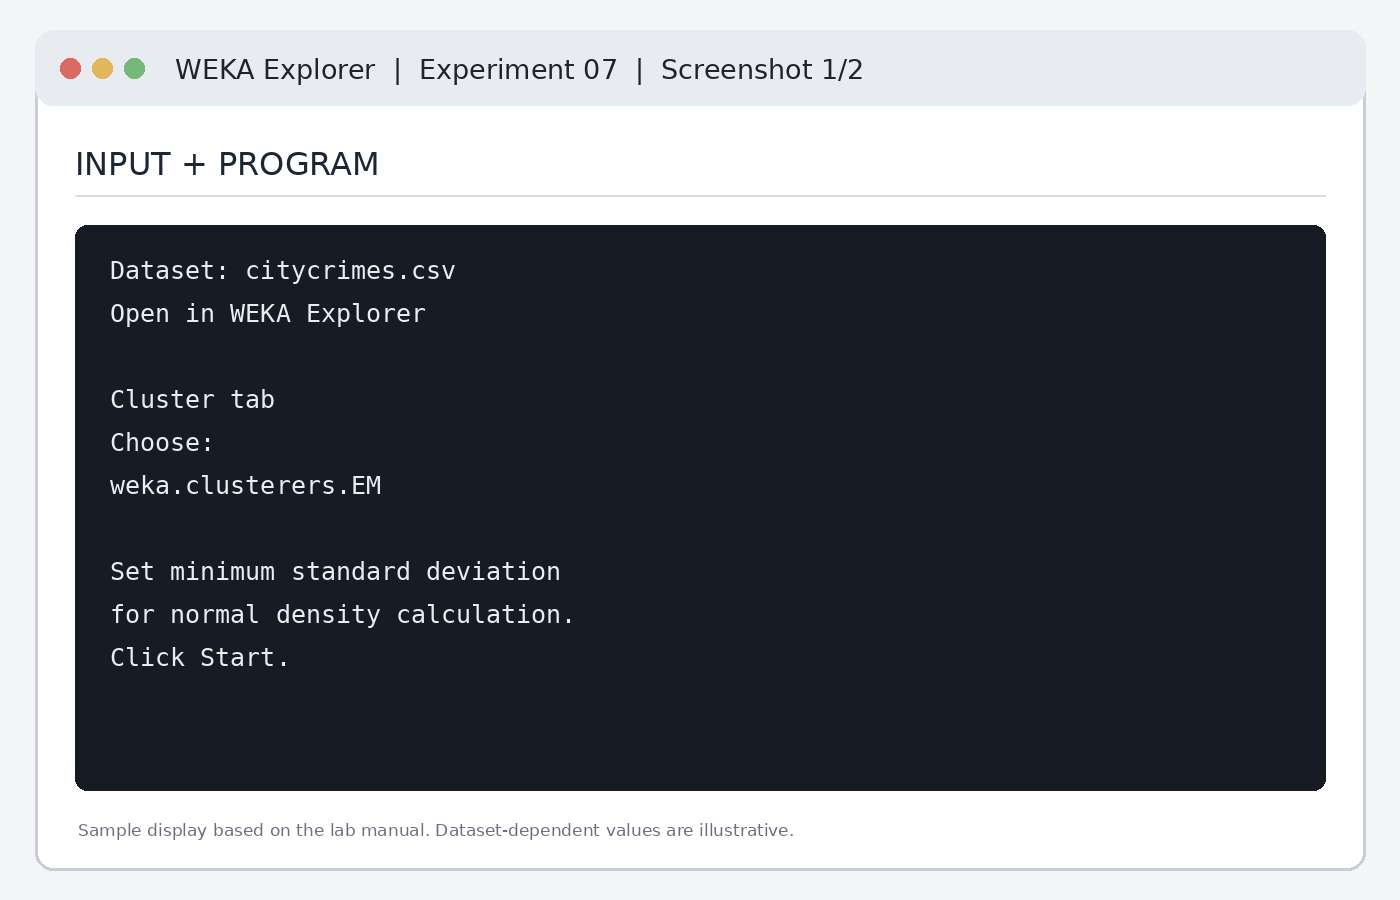 WEKA Explorer | Experiment 07 | Screenshot 1/2
INPUT + PROGRAM
Dataset: citycrimes.csv
Open in WEKA Explorer
Cluster tab
Choose:
weka.clusterers.EM
Set minimum standard deviation
for normal density calculation.
Click Start.
Sample display based on the lab manual. Dataset-dependent values are illustrative.